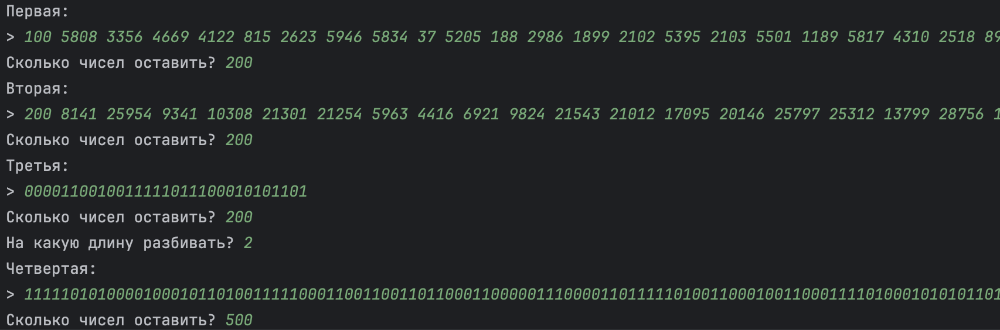 Первая:
> 100 5808 3356 4669 4122 815 2623 5946 5834 37 5205 188 2986 1899 2102 5395 2103 5501 1189 5817 4310 2518 89
Сколько чисел оставить? 200
Вторая:
> 200 8141 25954 9341 10308 21301 21254 5963 4416 6921 9824 21543 21012 17095 20146 25797 25312 13799 28756 1
Сколько чисел оставить? 200
Третья:
> 0000110010011111011100010101101
Сколько чисел оставить? 200
На какую длину разбивать? 2
Четвертая:
> 11111010100001000101101001111100011001100110110001100000111000011011111010011000100110001111010001010101101
Сколько чисел оставить? 500